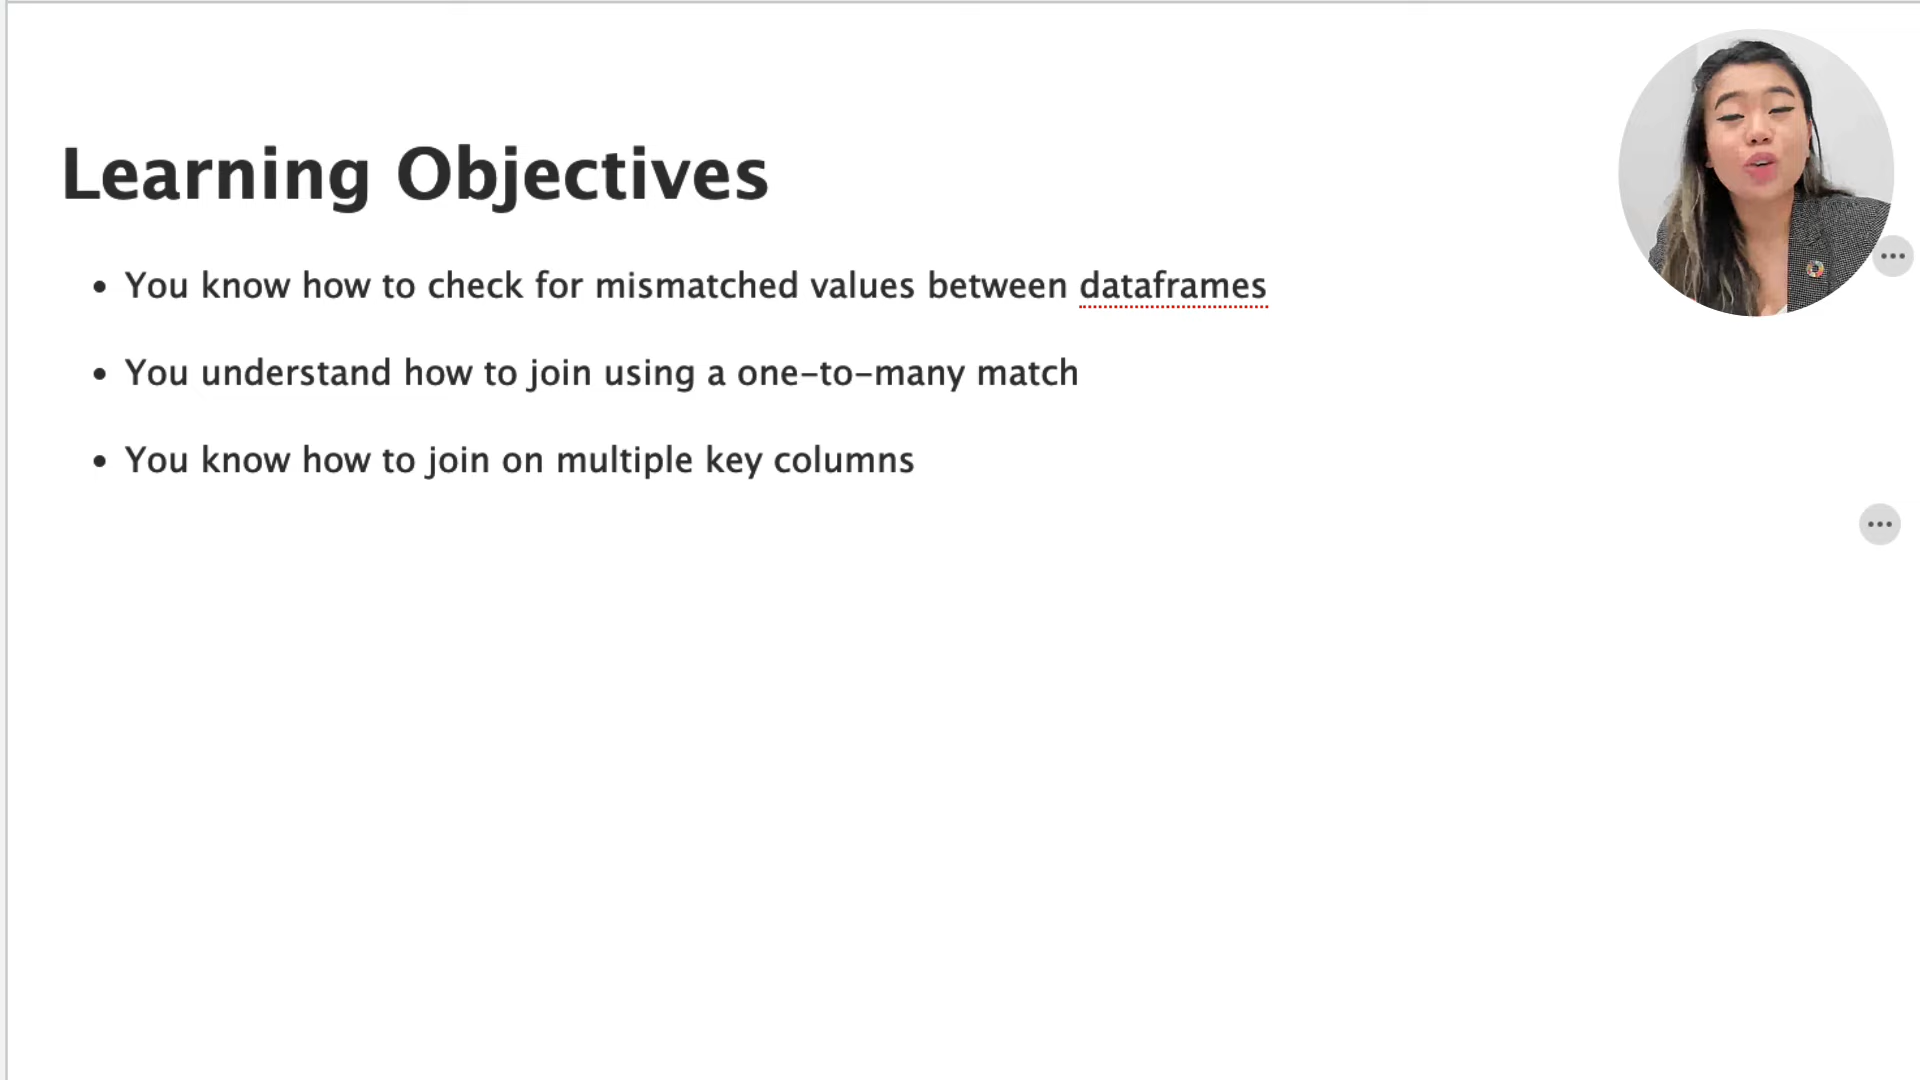 Learning Objectives
• You know how to check for mismatched values between dataframes
• You understand how to join using a one-to-many match
• You know how to join on multiple key columns